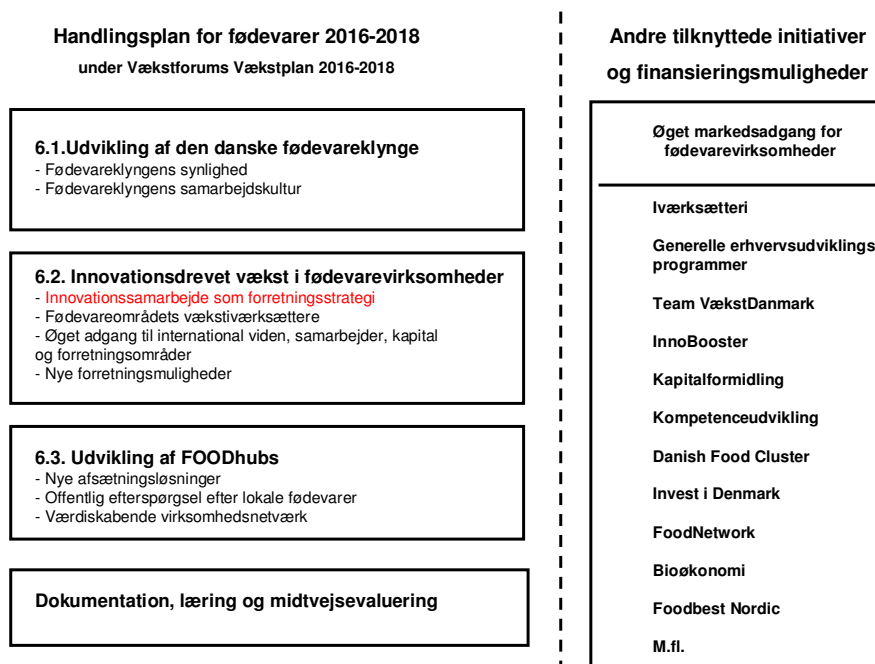 Handlingsplan for fødevarer 2016-2018
under Vækstforums Vækstplan 2016-2018
6.1.Udvikling af den danske fødevareklynge
- Fødevareklyngens synlighed
- Fødevareklyngens samarbejdskultur
6.2. Innovationsdrevet vækst i fødevarevirksomheder
- Innovationssamarbejde som forretningsstrategi
- Fødevareområdets vækstiværksættere
- Øget adgang til international viden, samarbejder, kapital
og forretningsområder
- Nye forretningsmuligheder
6.3. Udvikling af FOODhubs
- Nye afsætningsløsninger
- Offentlig efterspørgsel efter lokale fødevarer
- Værdiskabende virksomhedsnetværk
Dokumentation, læring og midtvejsevaluering
Andre tilknyttede initiativer
og finansieringsmuligheder
Øget markedsadgang for
fødevarevirksomheder
Iværksætteri
Generelle erhvervsudviklings
programmer
Team VækstDanmark
InnoBooster
Kapitalformidling
Kompetenceudvikling
Danish Food Cluster
Invest i Denmark
FoodNetwork
Bioøkonomi
Foodbest Nordic
M.fl.